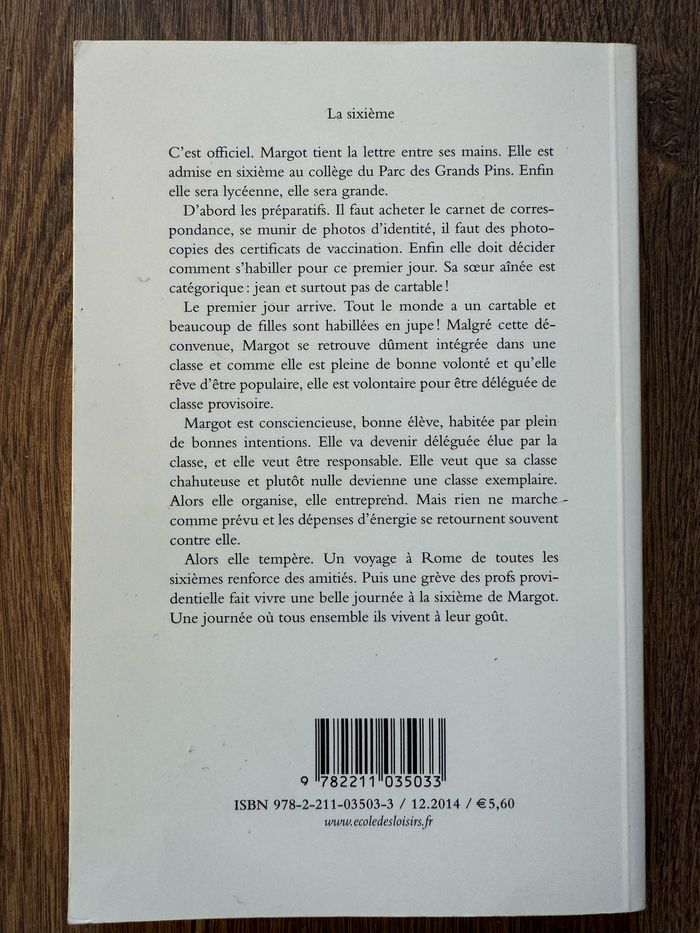 La sixième
C'est officiel. Margot tient la lettre entre ses mains. Elle est
admise en sixième au collège du Parc des Grands Pins. Enfin
elle sera lycéenne, elle sera grande.
D'abord les préparatifs. Il faut acheter le carnet de corres-
pondance, se munir de photos d'identité, il faut des photo-
copies des certificats de vaccination. Enfin elle doit décider
comment s'habiller pour ce premier jour. Sa sœur aînée est
catégorique : jean et surtout pas de cartable !
Le premier jour arrive. Tout le monde a un cartable et
beaucoup de filles sont habillées en jupe ! Malgré cette dé-
convenue, Margot se retrouve dûment intégrée dans une
classe et comme elle est pleine de bonne volonté et qu'elle
rêve d'être populaire, elle est volontaire pour être déléguée de
classe provisoire.
Margot est consciencieuse, bonne élève, habitée par plein
de bonnes intentions. Elle va devenir déléguée élue par la
classe, et elle veut être responsable. Elle veut que sa classe
chahuteuse et plutôt nulle devienne une classe exemplaire.
Alors elle organise, elle entreprend. Mais rien ne marche
comme prévu et les dépenses d'énergie se retournent souvent
contre elle.
Alors elle tempère. Un voyage à Rome de toutes les
sixièmes renforce des amitiés. Puis une grève des profs provi-
dentielle fait vivre une belle journée à la sixième de Margot.
Une journée où tous ensemble ils vivent à leur goût.
9 782211 035033
ISBN 978-2-211-03503-3 / 12.2014 / €5,60
www.ecoledesloisirs.fr